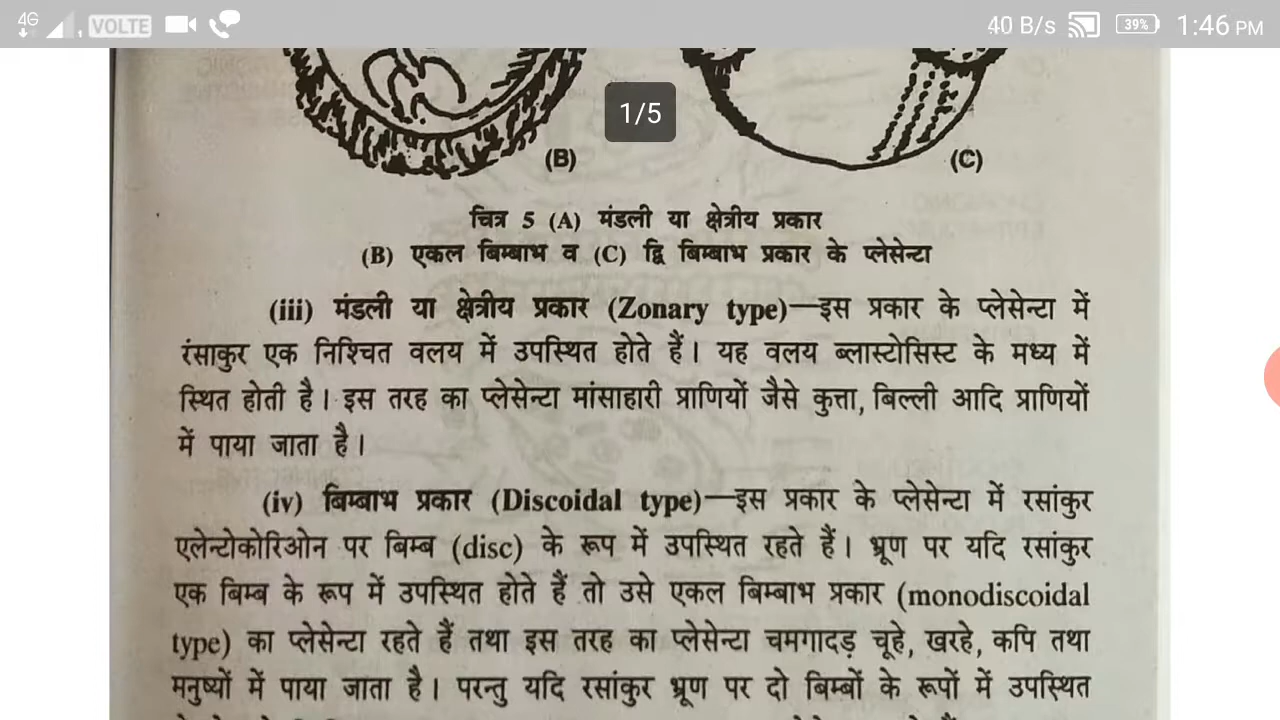 4G VOLTE 40 B/s 39% 1:46 PM
1/5
(B) (C)
चित्र 5 (A) मंडली या क्षेत्रीय प्रकार
(B) एकल बिम्बाभ व (C) द्वि बिम्बाभ प्रकार के प्लेसेन्टा
(iii) मंडली या क्षेत्रीय प्रकार (Zonary type)—इस प्रकार के प्लेसेन्टा में
रंसाकुर एक निश्चित वलय में उपस्थित होते हैं। यह वलय ब्लास्टोसिस्ट के मध्य में
स्थित होती है। इस तरह का प्लेसेन्टा मांसाहारी प्राणियों जैसे कुत्ता, बिल्ली आदि प्राणियों
में पाया जाता है।
(iv) बिम्बाभ प्रकार (Discoidal type)—इस प्रकार के प्लेसेन्टा में रसांकुर
एलेन्टोकोरिओन पर बिम्ब (disc) के रूप में उपस्थित रहते हैं। भ्रूण पर यदि रसांकुर
एक बिम्ब के रूप में उपस्थित होते हैं तो उसे एकल बिम्बाभ प्रकार (monodiscoidal
type) का प्लेसेन्टा रहते हैं तथा इस तरह का प्लेसेन्टा चमगादड़ चूहे, खरहे, कपि तथा
मनुष्यों में पाया जाता है। परन्तु यदि रसांकुर भ्रूण पर दो बिम्बों के रूपों में उपस्थित